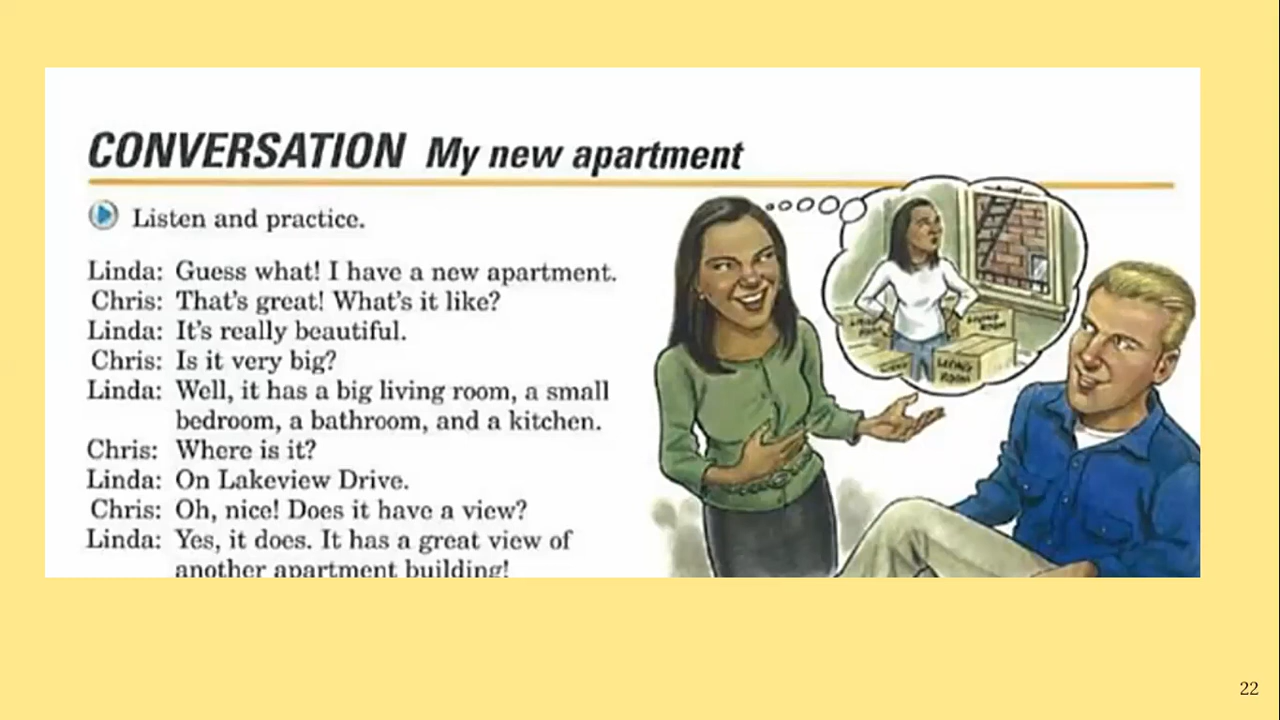 CONVERSATION My new apartment
Listen and practice.
Linda: Guess what! I have a new apartment.
Chris: That's great! What's it like?
Linda: It's really beautiful.
Chris: Is it very big?
Linda: Well, it has a big living room, a small
bedroom, a bathroom, and a kitchen.
Chris: Where is it?
Linda: On Lakeview Drive.
Chris: Oh, nice! Does it have a view?
Linda: Yes, it does. It has a great view of
another apartment building!
LIVING
ROOM
22